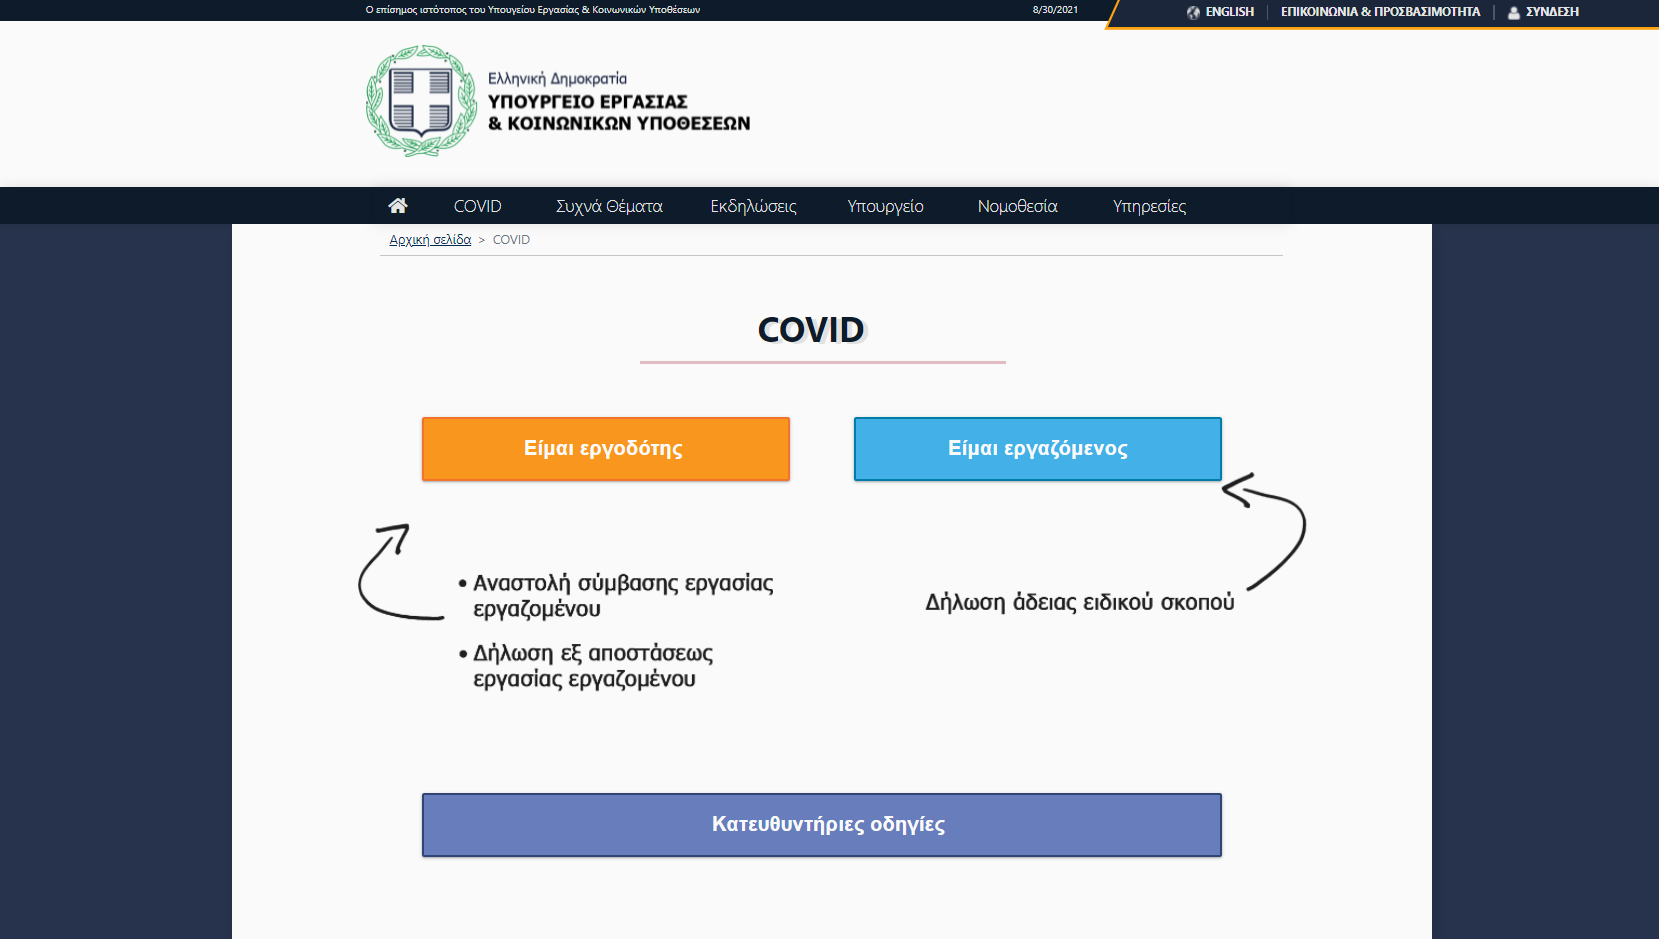 Ο επίσημος ιστότοπος του Υπουγείου Εργασίας & Κοινωνικών Υποθέσεων
8/30/2021
ENGLISH
ΕΠΙΚΟΙΝΩΝΙΑ & ΠΡΟΣΒΑΣΙΜΟΤΗΤΑ
ΣΥΝΔΕΣΗ
Ελληνική Δημοκρατία
ΥΠΟΥΡΓΕΙΟ ΕΡΓΑΣΙΑΣ
& ΚΟΙΝΩΝΙΚΩΝ ΥΠΟΘΕΣΕΩΝ
COVID
Συχνά Θέματα
Εκδηλώσεις
Υπουργείο
Νομοθεσία
Υπηρεσίες
Αρχική σελίδα > COVID
COVID
Είμαι εργοδότης
Είμαι εργαζόμενος
• Αναστολή σύμβασης εργασίας
εργαζομένου
• Δήλωση εξ αποστάσεως
εργασίας εργαζομένου
Δήλωση άδειας ειδικού σκοπού
Κατευθυντήριες οδηγίες